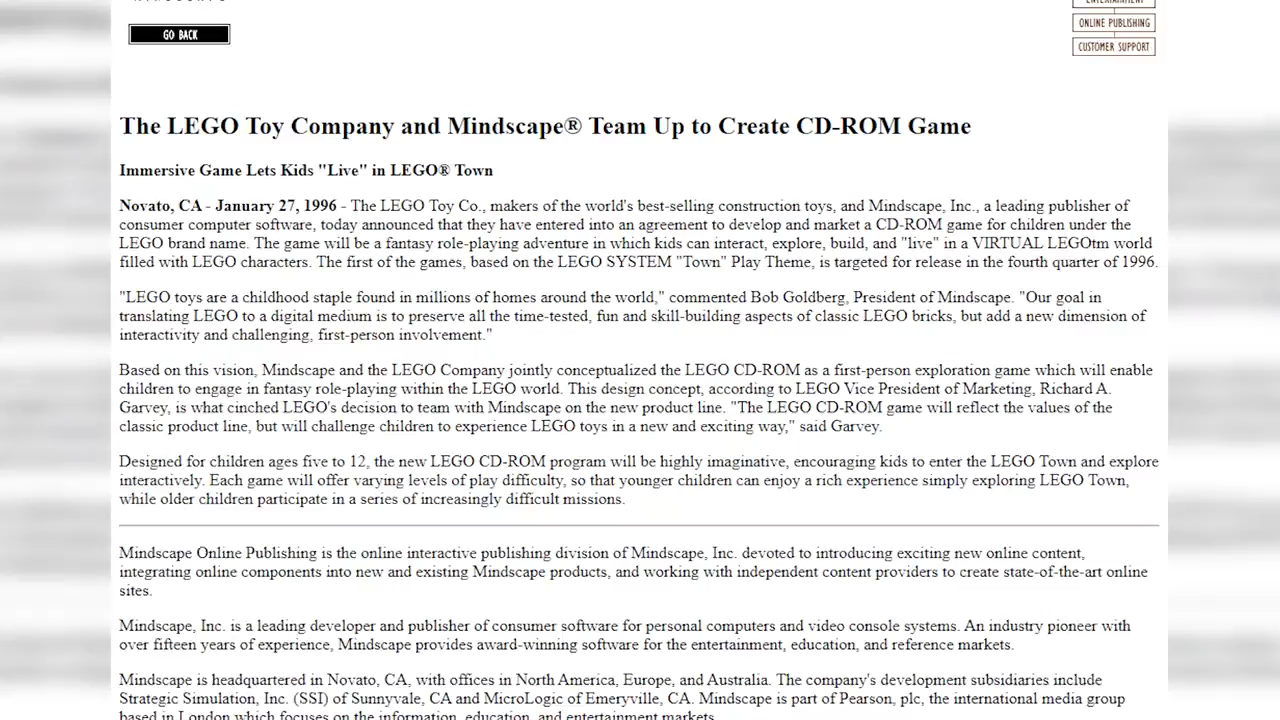 GO BACK
ENTERTAINMENT
ONLINE PUBLISHING
CUSTOMER SUPPORT
The LEGO Toy Company and Mindscape® Team Up to Create CD-ROM Game
Immersive Game Lets Kids "Live" in LEGO® Town
Novato, CA - January 27, 1996 - The LEGO Toy Co., makers of the world's best-selling construction toys, and Mindscape, Inc., a leading publisher of
consumer computer software, today announced that they have entered into an agreement to develop and market a CD-ROM game for children under the
LEGO brand name. The game will be a fantasy role-playing adventure in which kids can interact, explore, build, and "live" in a VIRTUAL LEGOtm world
filled with LEGO characters. The first of the games, based on the LEGO SYSTEM "Town" Play Theme, is targeted for release in the fourth quarter of 1996.
"LEGO toys are a childhood staple found in millions of homes around the world," commented Bob Goldberg, President of Mindscape. "Our goal in
translating LEGO to a digital medium is to preserve all the time-tested, fun and skill-building aspects of classic LEGO bricks, but add a new dimension of
interactivity and challenging, first-person involvement."
Based on this vision, Mindscape and the LEGO Company jointly conceptualized the LEGO CD-ROM as a first-person exploration game which will enable
children to engage in fantasy role-playing within the LEGO world. This design concept, according to LEGO Vice President of Marketing, Richard A.
Garvey, is what cinched LEGO's decision to team with Mindscape on the new product line. "The LEGO CD-ROM game will reflect the values of the
classic product line, but will challenge children to experience LEGO toys in a new and exciting way," said Garvey.
Designed for children ages five to 12, the new LEGO CD-ROM program will be highly imaginative, encouraging kids to enter the LEGO Town and explore
interactively. Each game will offer varying levels of play difficulty, so that younger children can enjoy a rich experience simply exploring LEGO Town,
while older children participate in a series of increasingly difficult missions.
Mindscape Online Publishing is the online interactive publishing division of Mindscape, Inc. devoted to introducing exciting new online content,
integrating online components into new and existing Mindscape products, and working with independent content providers to create state-of-the-art online
sites.
Mindscape, Inc. is a leading developer and publisher of consumer software for personal computers and video console systems. An industry pioneer with
over fifteen years of experience, Mindscape provides award-winning software for the entertainment, education, and reference markets.
Mindscape is headquartered in Novato, CA, with offices in North America, Europe, and Australia. The company's development subsidiaries include
Strategic Simulation, Inc. (SSI) of Sunnyvale, CA and MicroLogic of Emeryville, CA. Mindscape is part of Pearson, plc, the international media group
based in London which focuses on the information, education, and entertainment markets.